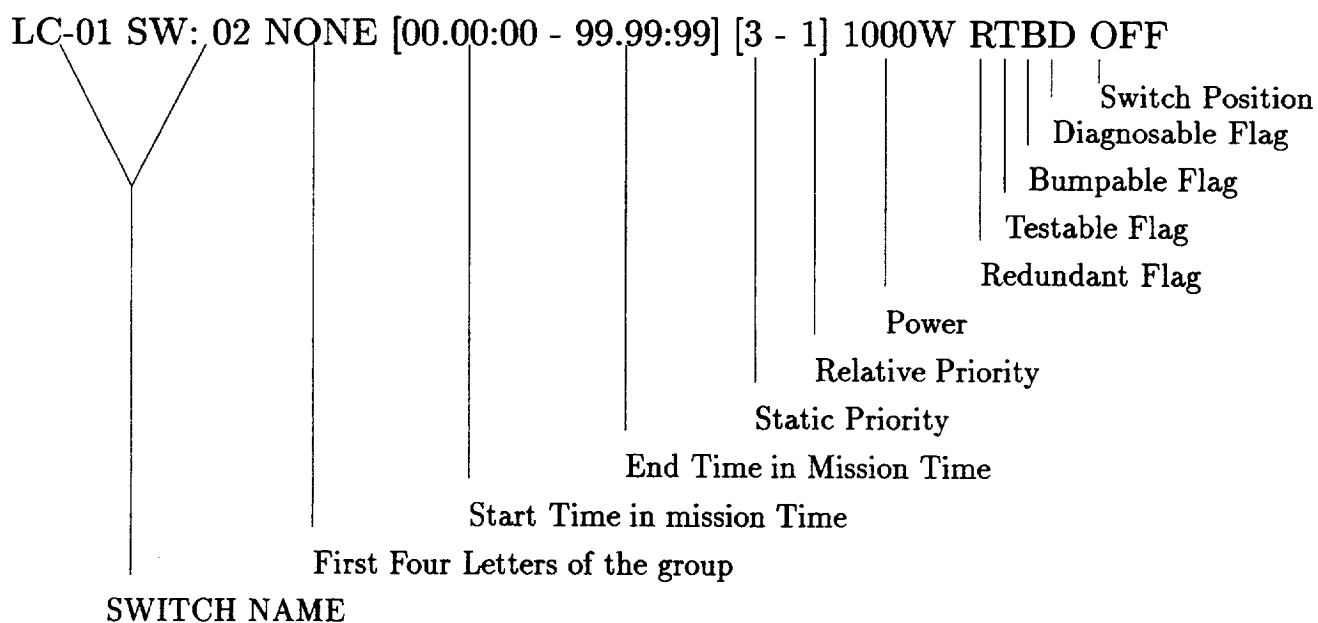 LC-01 SW: 02 NONE [00.00:00 - 99.99:99] [3 - 1] 1000W RTBD OFF
Switch Position
Diagnosable Flag
Bumpable Flag
Testable Flag
Redundant Flag
Power
Relative Priority
Static Priority
End Time in Mission Time
Start Time in mission Time
First Four Letters of the group
SWITCH NAME